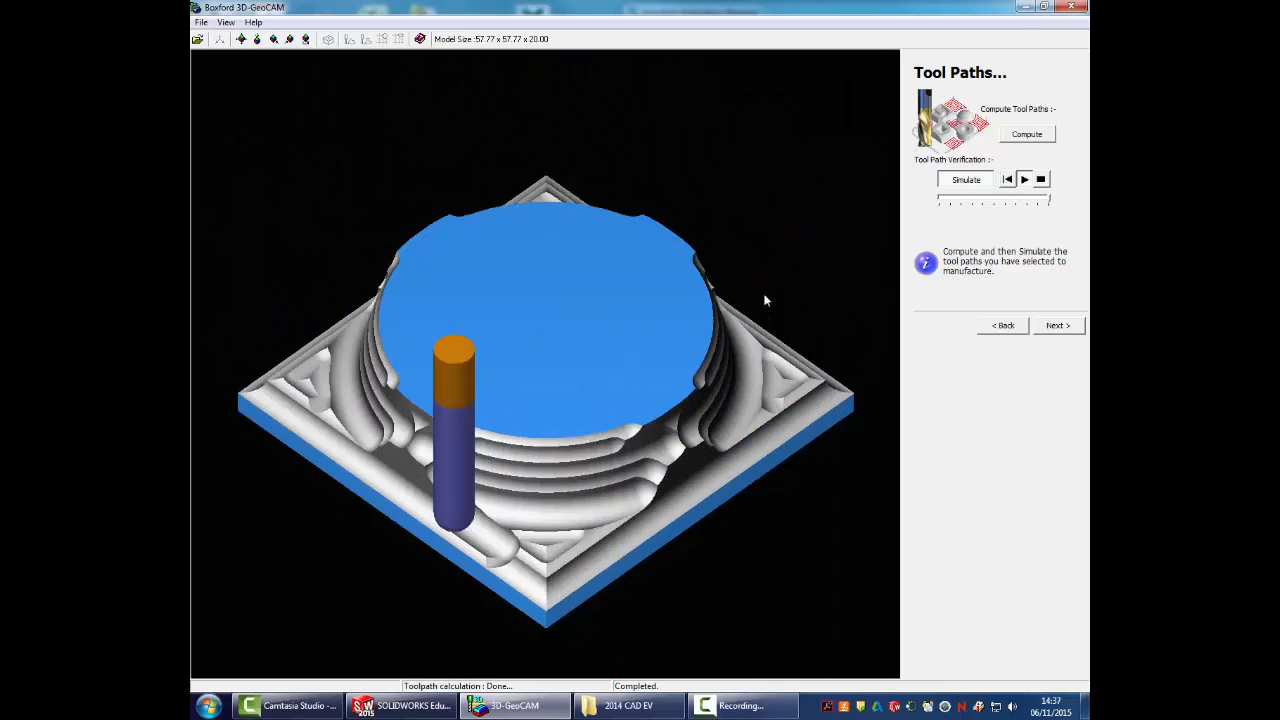 Boxford 3D-GeoCAM
File View Help
Model Size :57.77 x 57.77 x 20.00
Tool Paths...
Compute Tool Paths :-
Compute
Tool Path Verification :-
Simulate
Compute and then Simulate the
tool paths you have selected to
manufacture.
< Back
Next >
Toolpath calculation : Done...
Completed.
Camtasia Studio - ...
SOLIDWORKS Edu...
3D-GeoCAM
2014 CAD EV
Recording...
14:37
06/11/2015